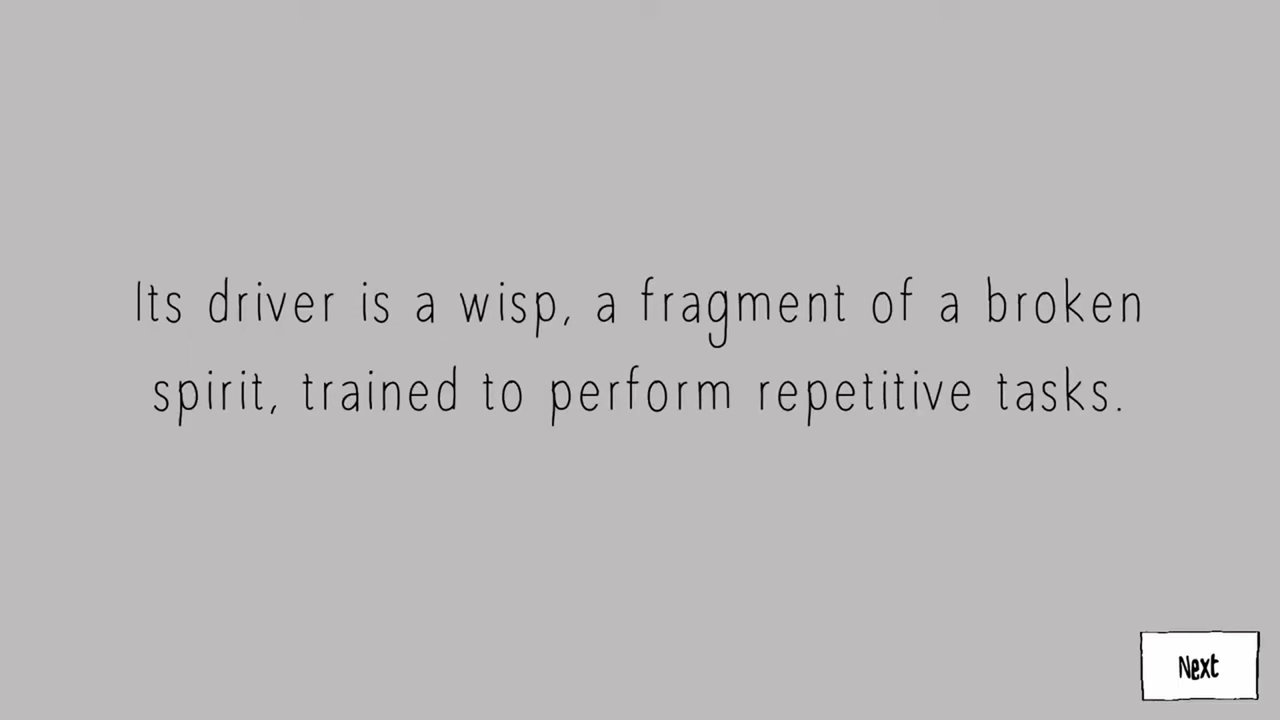 Its driver is a wisp, a fragment of a broken
spirit, trained to perform repetitive tasks.
Next